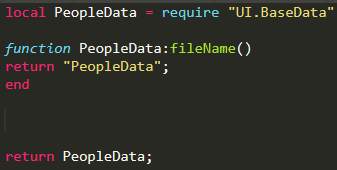 local PeopleData = require "UI.BaseData"
function PeopleData:fileName()
return "PeopleData";
end
return PeopleData;